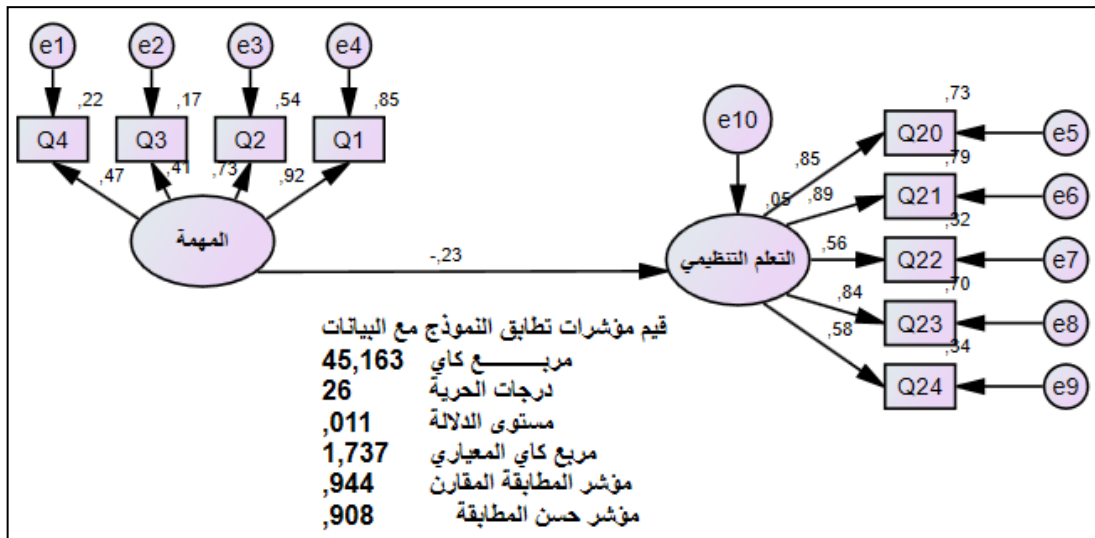 e1 e2 e3 e4
,22 ,17 ,54 ,85
Q4 Q3 Q2 Q1
,47 ,41 ,73 ,92
المهمة
-,23
e10
,05
التعلم التنظيمي
,73
,85 Q20 e5
,79
,89 Q21 e6
,32
,56 Q22 e7
,70
,84 Q23 e8
,34
,58 Q24 e9
قيم مؤشرات تطابق النموذج مع البيانات
مربـــــــــع كاي 45,163
درجات الحرية 26
مستوى الدلالة ,011
مربع كاي المعياري 1,737
مؤشر المطابقة المقارن ,944
مؤشر حسن المطابقة ,908